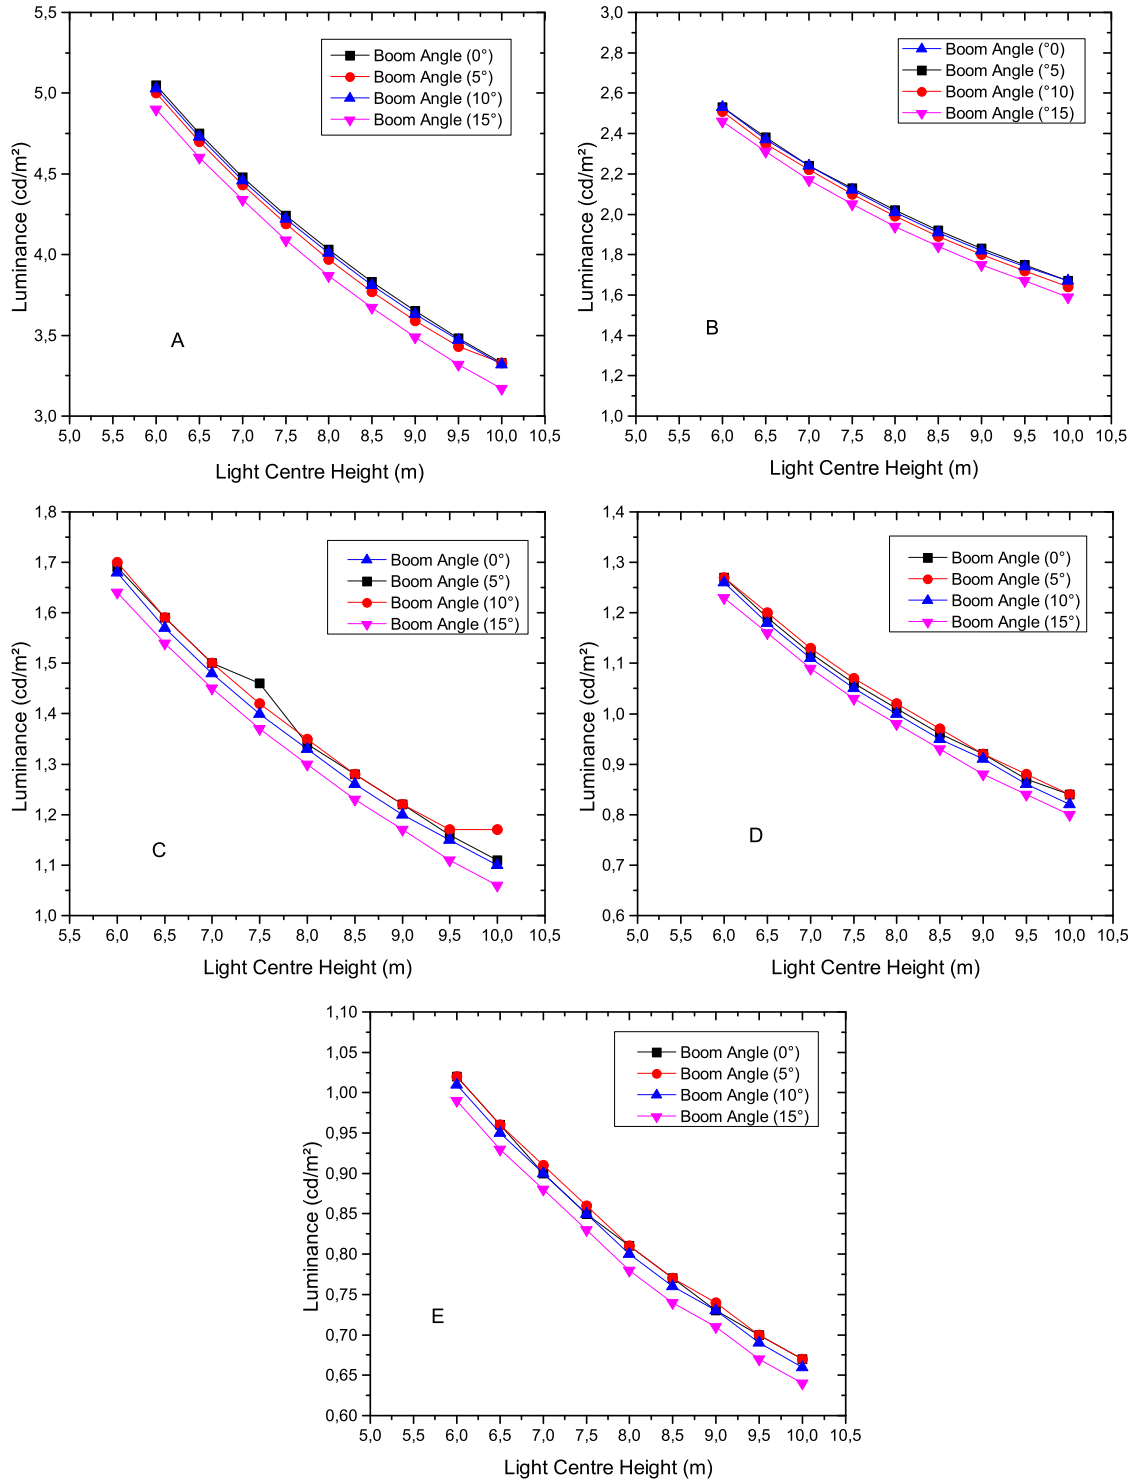 5,5
5,0
4,5
4,0
3,5
3,0
Luminance (cd/m²)
Boom Angle (0°)
Boom Angle (5°)
Boom Angle (10°)
Boom Angle (15°)
A
5,0 5,5 6,0 6,5 7,0 7,5 8,0 8,5 9,0 9,5 10,0 10,5
Light Centre Height (m)
3,0
2,8
2,6
2,4
2,2
2,0
1,8
1,6
1,4
1,2
1,0
Luminance (cd/m²)
Boom Angle (°0)
Boom Angle (°5)
Boom Angle (°10)
Boom Angle (°15)
B
5,0 5,5 6,0 6,5 7,0 7,5 8,0 8,5 9,0 9,5 10,0 10,5
Light Centre Height (m)
1,8
1,7
1,6
1,5
1,4
1,3
1,2
1,1
1,0
Luminance (cd/m²)
Boom Angle (0°)
Boom Angle (5°)
Boom Angle (10°)
Boom Angle (15°)
C
5,5 6,0 6,5 7,0 7,5 8,0 8,5 9,0 9,5 10,0 10,5
Light Centre Height (m)
1,4
1,3
1,2
1,1
1,0
0,9
0,8
0,7
0,6
Luminance (cd/m²)
Boom Angle (0°)
Boom Angle (5°)
Boom Angle (10°)
Boom Angle (15°)
D
5,0 5,5 6,0 6,5 7,0 7,5 8,0 8,5 9,0 9,5 10,0 10,5
Light Centre Height (m)
1,10
1,05
1,00
0,95
0,90
0,85
0,80
0,75
0,70
0,65
0,60
Luminance (cd/m²)
Boom Angle (0°)
Boom Angle (5°)
Boom Angle (10°)
Boom Angle (15°)
E
5,0 5,5 6,0 6,5 7,0 7,5 8,0 8,5 9,0 9,5 10,0 10,5
Light Centre Height (m)